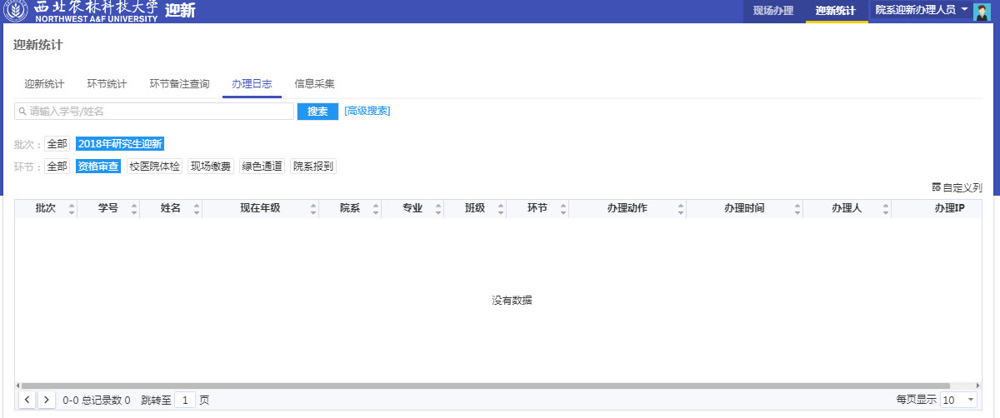 西北农林科技大学 迎新 现场办理 迎新统计 院系迎新办理人员
NORTHWEST A&F UNIVERSITY
迎新统计
迎新统计 环节统计 环节备注查询 办理日志 信息采集
请输入学号/姓名 搜索 [高级搜索]
批次： 全部 2018年研究生迎新
环节： 全部 资格审查 校医院体检 现场缴费 绿色通道 院系报到
自定义列
批次 学号 姓名 现在年级 院系 专业 班级 环节 办理动作 办理时间 办理人 办理IP
没有数据
0-0 总记录数 0 跳转至 1 页 每页显示 10